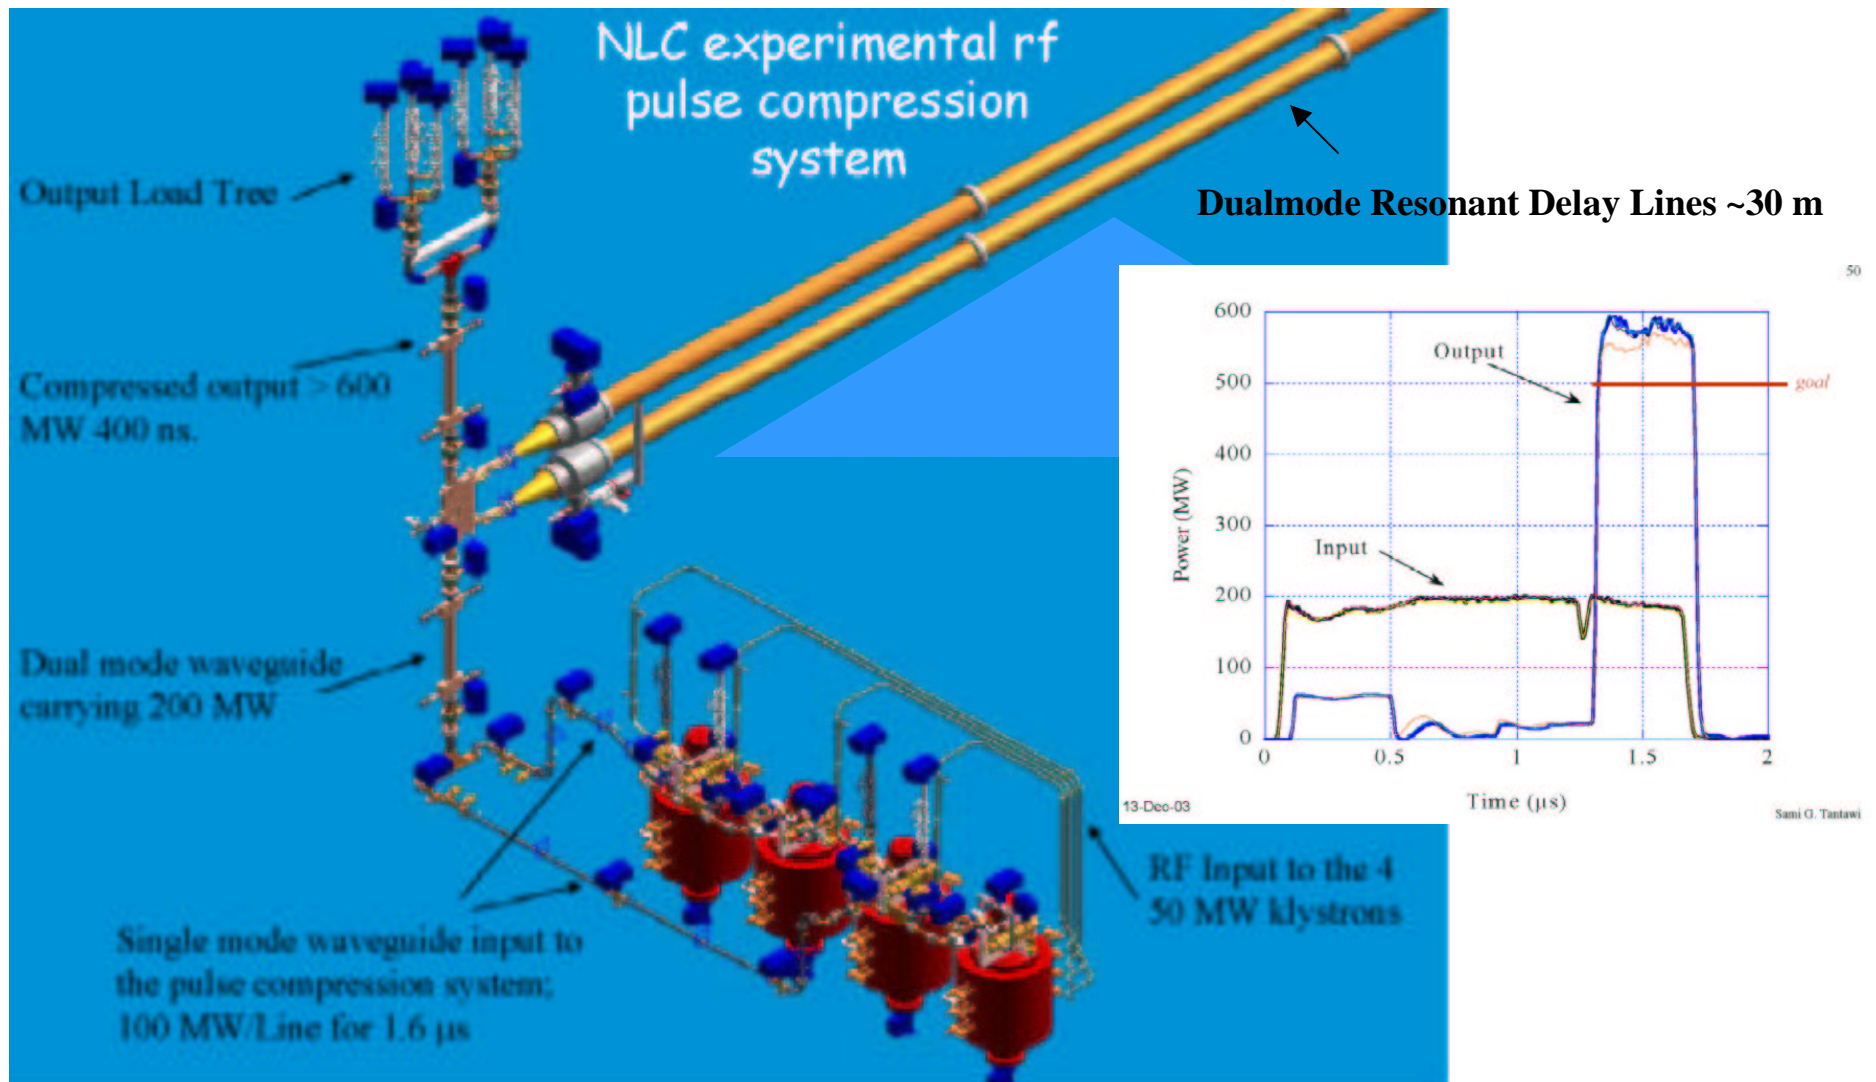 NLC experimental rf
pulse compression
system
Output Load Tree
Dualmode Resonant Delay Lines ~30 m
Compressed output > 600
MW 400 ns.
Dual mode waveguide
carrying 200 MW
Single mode waveguide input to
the pulse compression system;
100 MW/Line for 1.6 μs
RF Input to the 4
50 MW klystrons
50
600
500
400
300
200
100
0
Power (MW)
Output
goal
Input
0 0.5 1 1.5 2
Time (μs)
13-Dec-03
Sami G. Tantawi